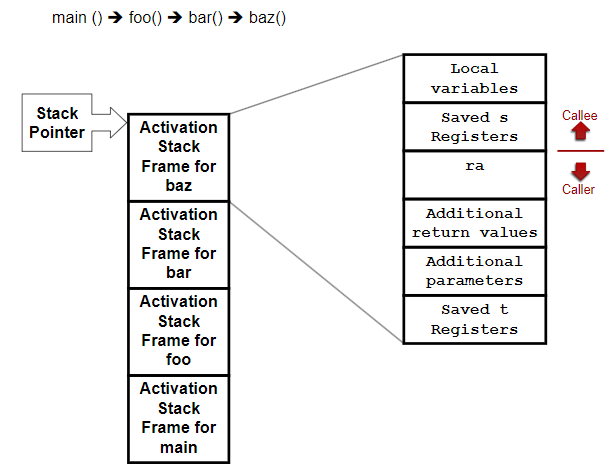 main () ➔ foo() ➔ bar() ➔ baz()
Stack
Pointer
Activation
Stack
Frame for
baz
Activation
Stack
Frame for
bar
Activation
Stack
Frame for
foo
Activation
Stack
Frame for
main
Local
variables
Saved s
Registers
ra
Additional
return values
Additional
parameters
Saved t
Registers
Callee
Caller